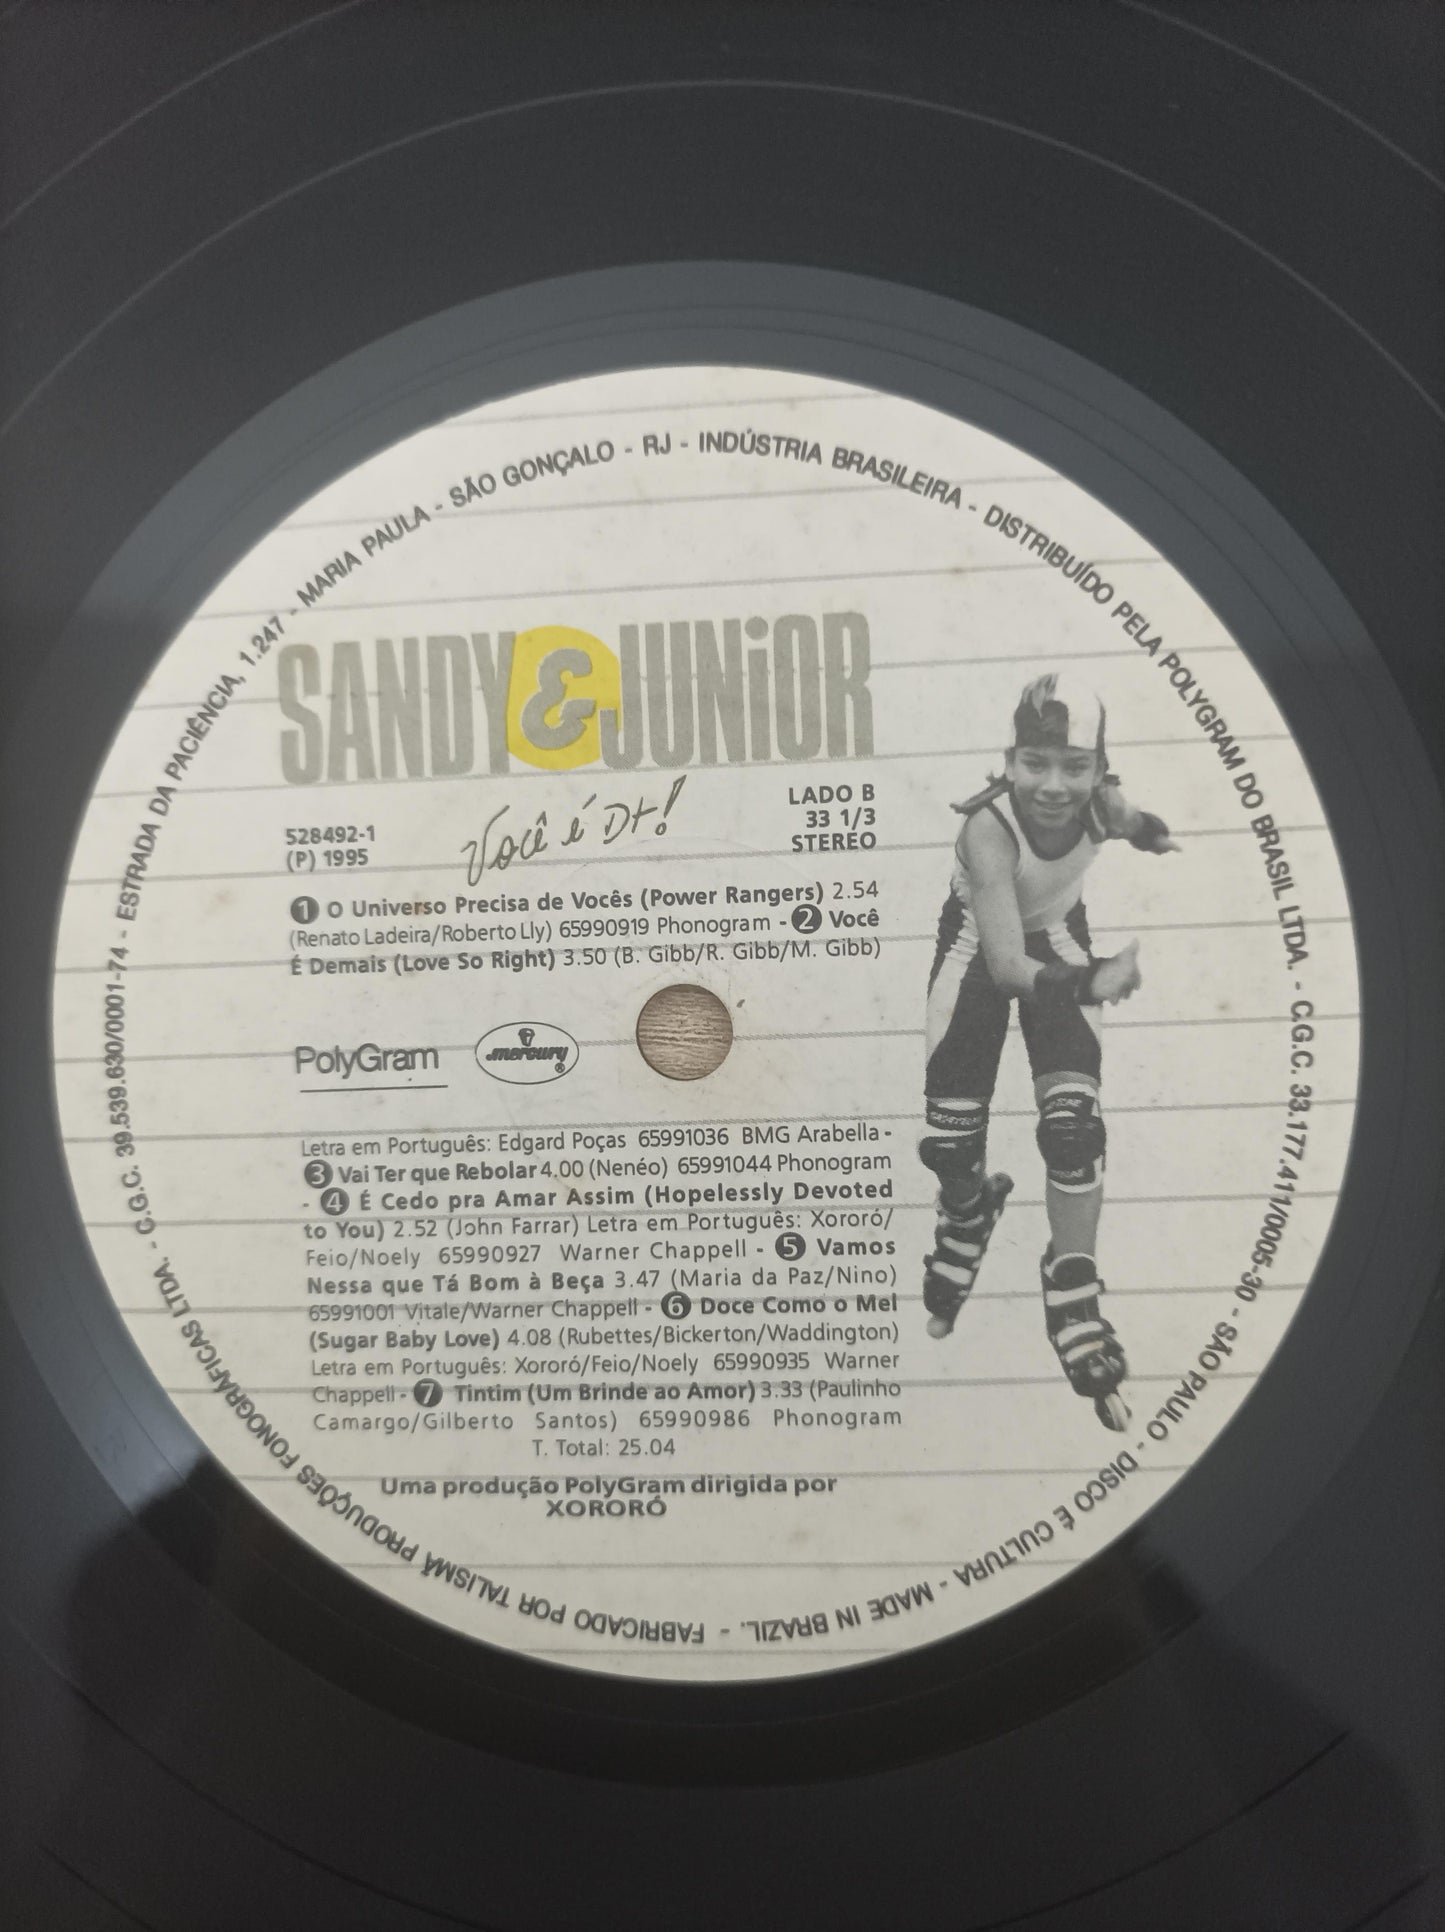 SANDY & JUNiOR
Você é D+!
528492-1
(P) 1995
LADO B
33 1/3
STEREO
1 O Universo Precisa de Vocês (Power Rangers) 2.54
(Renato Ladeira/Roberto Lly) 65990919 Phonogram - 2 Você
É Demais (Love So Right) 3.50 (B. Gibb/R. Gibb/M. Gibb)
PolyGram
mercury ®
Letra em Português: Edgard Poças 65991036 BMG Arabella -
3 Vai Ter que Rebolar 4.00 (Nenéo) 65991044 Phonogram
- 4 É Cedo pra Amar Assim (Hopelessly Devoted
to You) 2.52 (John Farrar) Letra em Português: Xororó/
Feio/Noely 65990927 Warner Chappell - 5 Vamos
Nessa que Tá Bom à Beça 3.47 (Maria da Paz/Nino)
65991001 Vitale/Warner Chappell - 6 Doce Como o Mel
(Sugar Baby Love) 4.08 (Rubettes/Bickerton/Waddington)
Letra em Português: Xororó/Feio/Noely 65990935 Warner
Chappell - 7 Tintim (Um Brinde ao Amor) 3.33 (Paulinho
Camargo/Gilberto Santos) 65990986 Phonogram
T. Total: 25.04
Uma produção PolyGram dirigida por
XORORÓ
FABRICADO POR TALISMÃ PRODUÇÕES FONOGRÁFICAS LTDA. - C.G.C. 39.539.630/0001-74 - ESTRADA DA PACIÊNCIA, 1.247 - MARIA PAULA - SÃO GONÇALO - RJ - INDÚSTRIA BRASILEIRA - DISTRIBUÍDO PELA POLYGRAM DO BRASIL LTDA. - C.G.C. 33.177.411/0005-30 - SÃO PAULO - DISCO É CULTURA - MADE IN BRAZIL. -